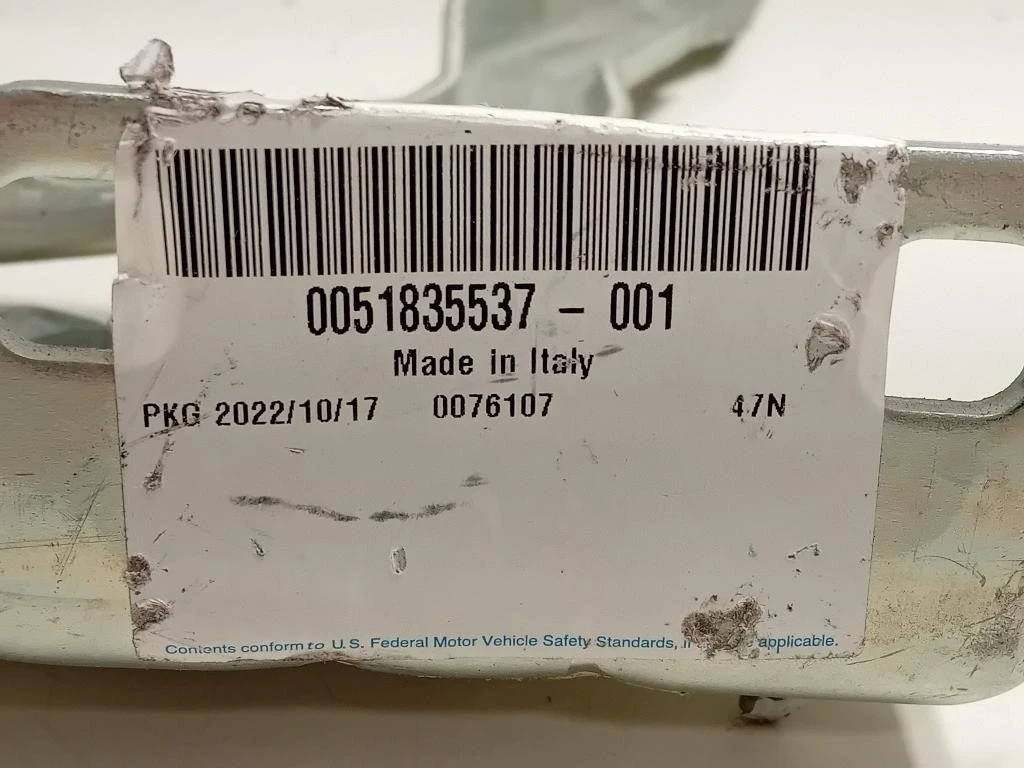 0051835537 - 001
Made in Italy
PKG 2022/10/17 0076107 47N
Contents conform to U.S. Federal Motor Vehicle Safety Standards, applicable.